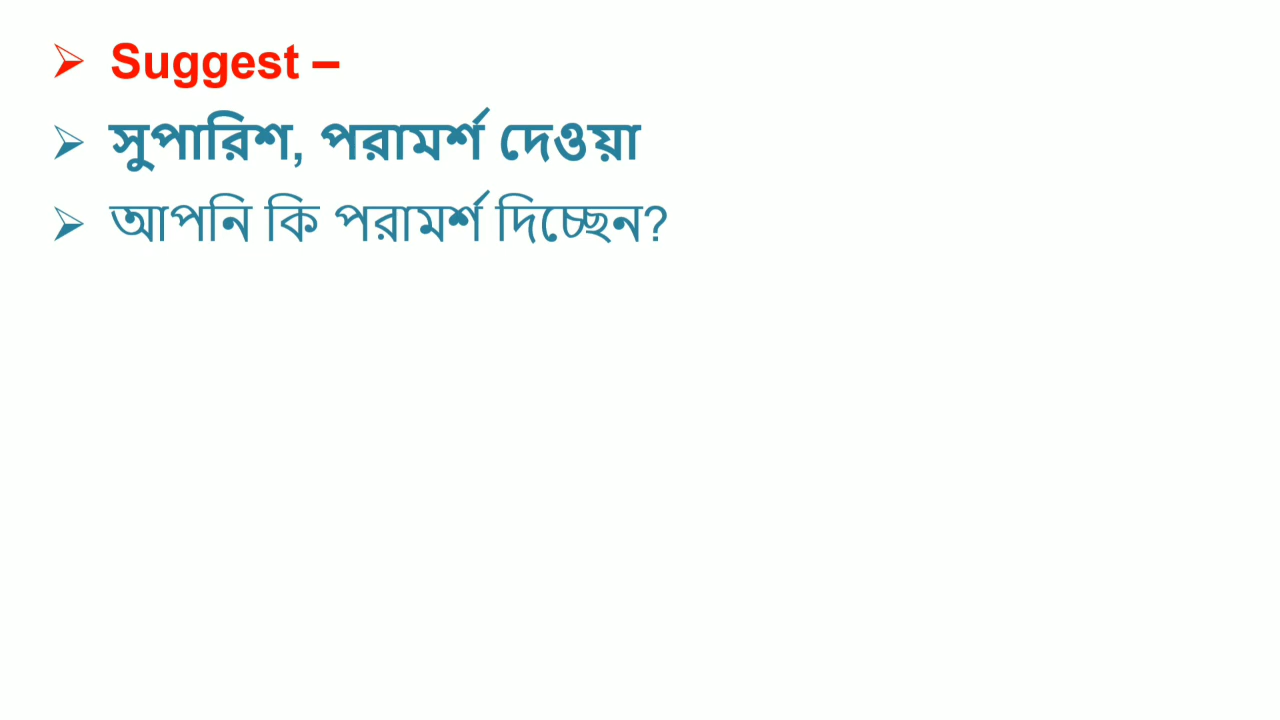 ➢ Suggest –
➢ সুপারিশ, পরামর্শ দেওয়া
➢ আপনি কি পরামর্শ দিচ্ছেন?